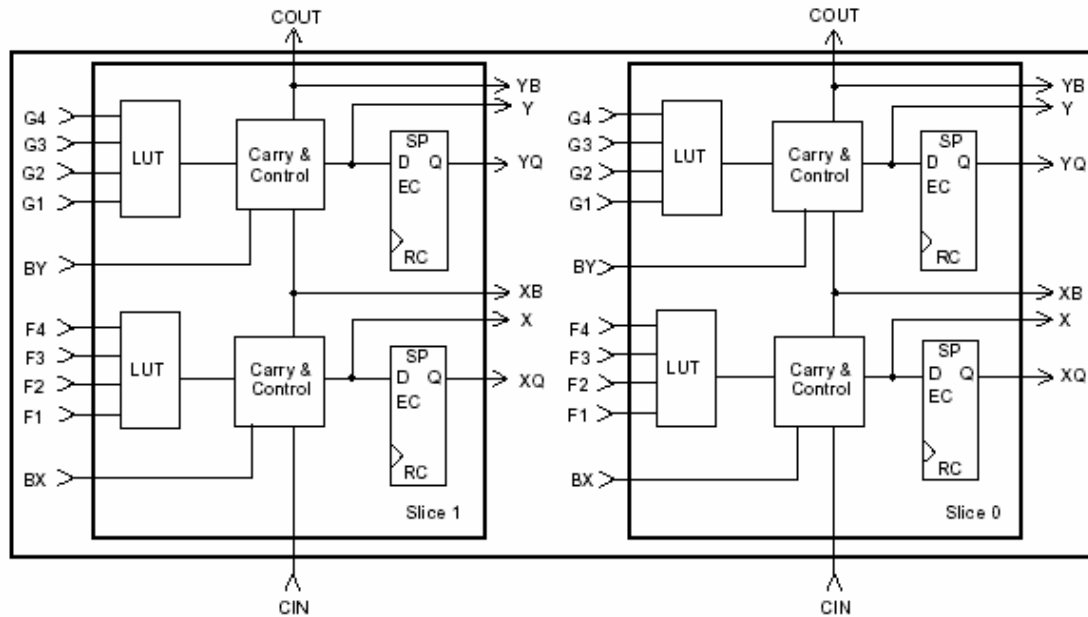 COUT
YB
Y
G4
G3
G2
G1
LUT
Carry &
Control
SP
D Q
EC
RC
YQ
BY
XB
X
F4
F3
F2
F1
LUT
Carry &
Control
SP
D Q
EC
RC
XQ
BX
Slice 1
CIN
COUT
YB
Y
G4
G3
G2
G1
LUT
Carry &
Control
SP
D Q
EC
RC
YQ
BY
XB
X
F4
F3
F2
F1
LUT
Carry &
Control
SP
D Q
EC
RC
XQ
BX
Slice 0
CIN